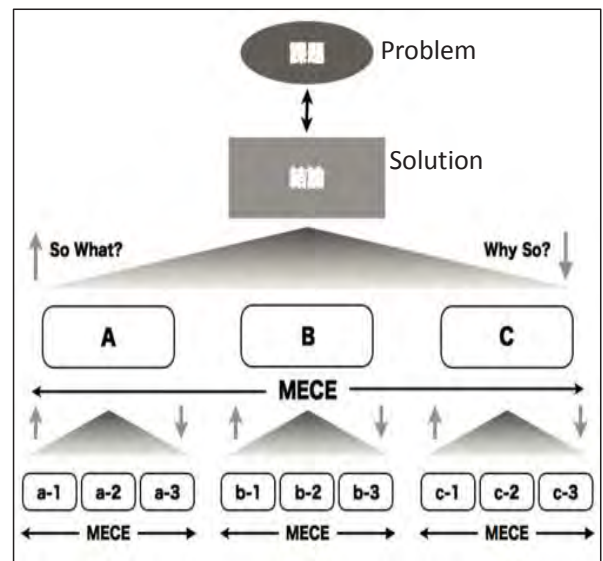 課題 Problem
結論 Solution
So What? Why So?
A B C
MECE
a-1 a-2 a-3 b-1 b-2 b-3 c-1 c-2 c-3
MECE MECE MECE